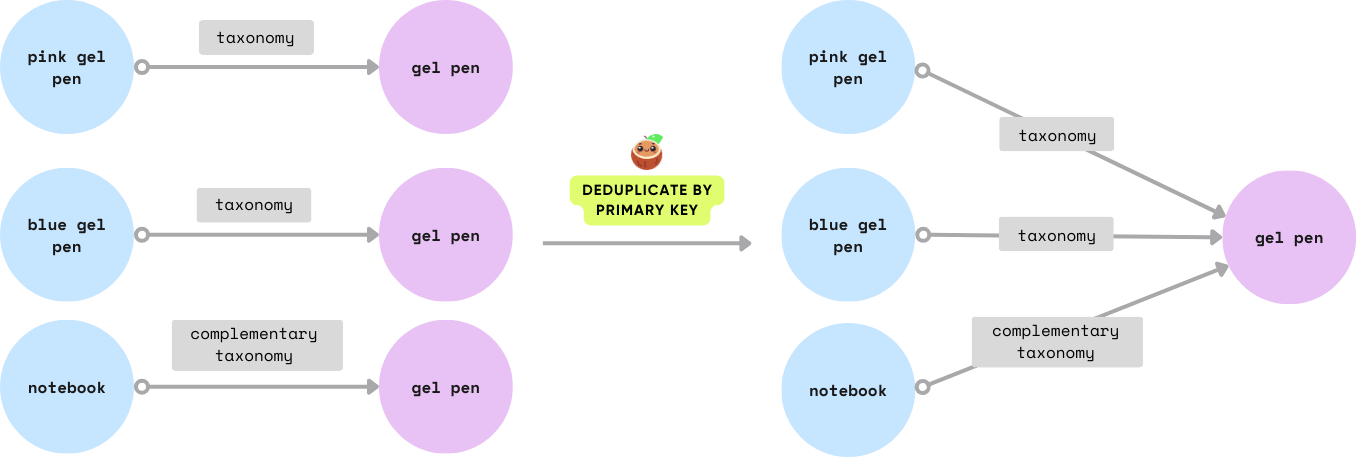 taxonomy
pink gel
pen
gel pen
taxonomy
blue gel
pen
gel pen
complementary
taxonomy
notebook
gel pen
DEDUPLICATE BY
PRIMARY KEY
pink gel
pen
taxonomy
blue gel
pen
taxonomy
gel pen
complementary
taxonomy
notebook